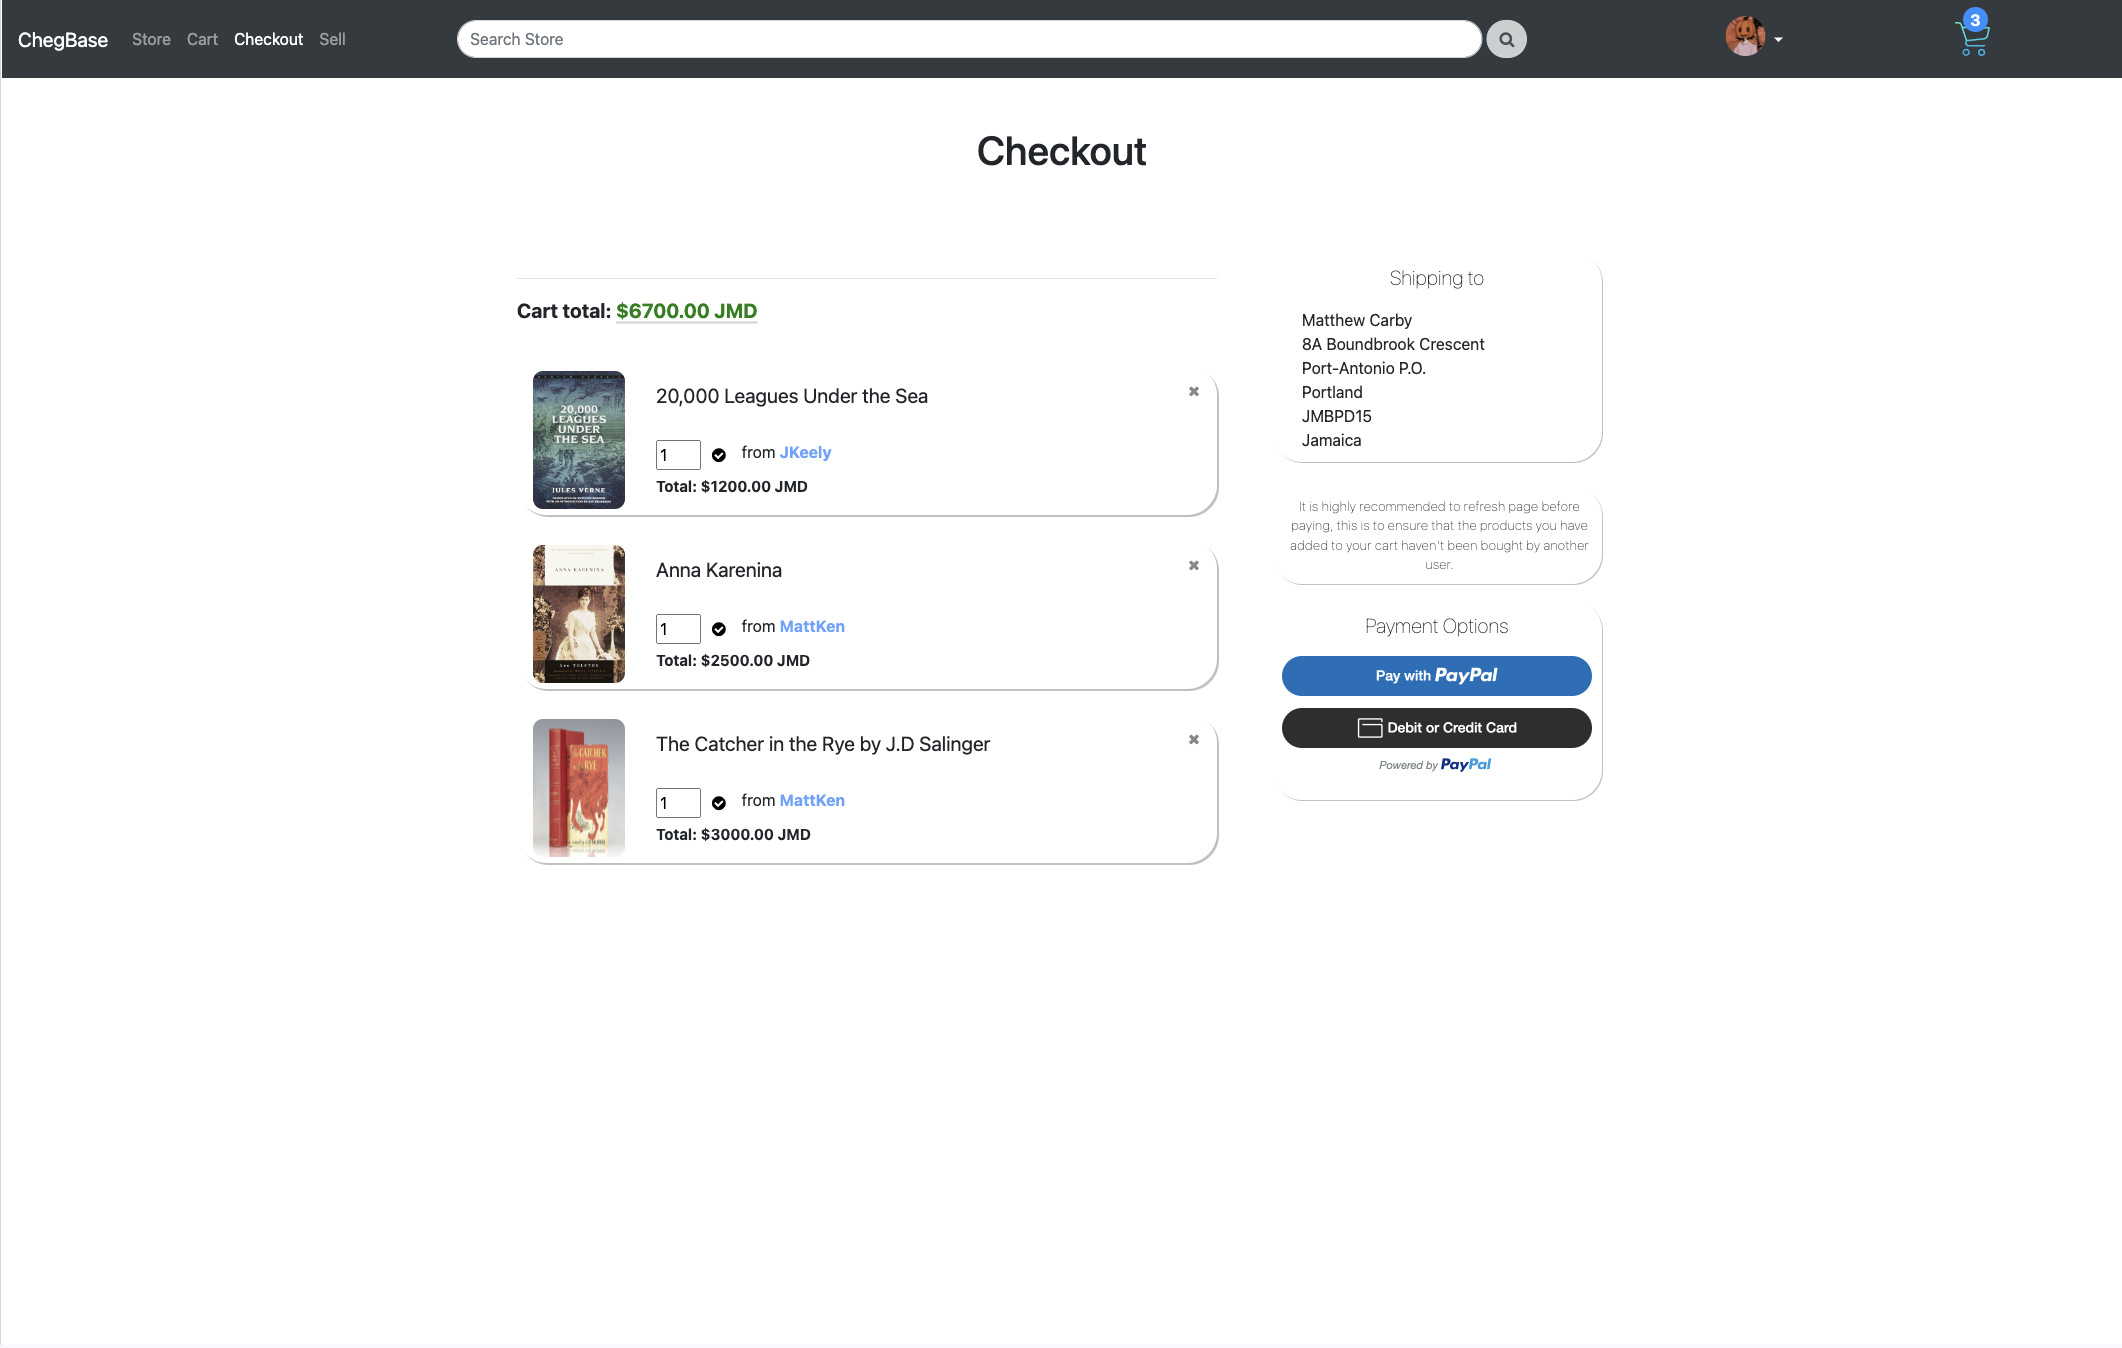 ChegBase Store Cart Checkout Sell Search Store 3
Checkout
Cart total: $6700.00 JMD
20,000
LEAGUES
UNDER
THE SEA
JULES VERNE
20,000 Leagues Under the Sea
1 from JKeely
Total: $1200.00 JMD
ANNA KARENINA
Leo TOLSTOY
Anna Karenina
1 from MattKen
Total: $2500.00 JMD
CATCHER
RYE
The Catcher in the Rye by J.D Salinger
1 from MattKen
Total: $3000.00 JMD
Shipping to
Matthew Carby
8A Boundbrook Crescent
Port-Antonio P.O.
Portland
JMBPD15
Jamaica
It is highly recommended to refresh page before
paying, this is to ensure that the products you have
added to your cart haven't been bought by another
user.
Payment Options
Pay with PayPal
Debit or Credit Card
Powered by PayPal